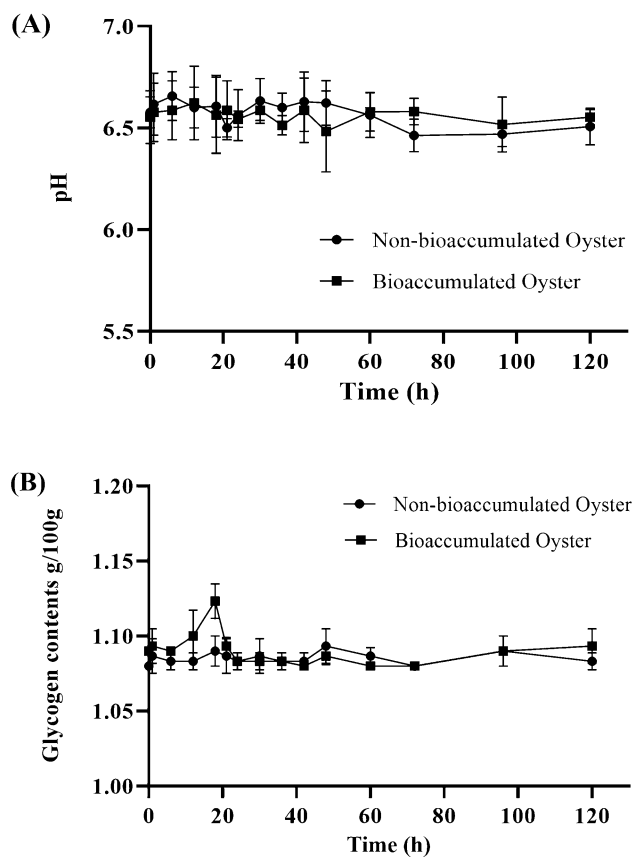 (A)
7.0
6.5
6.0
5.5
pH
Non-bioaccumulated Oyster
Bioaccumulated Oyster
0 20 40 60 80 100 120
Time (h)
(B)
1.20
1.15
1.10
1.05
1.00
Glycogen contents g/100g
Non-bioaccumulated Oyster
Bioaccumulated Oyster
0 20 40 60 80 100 120
Time (h)